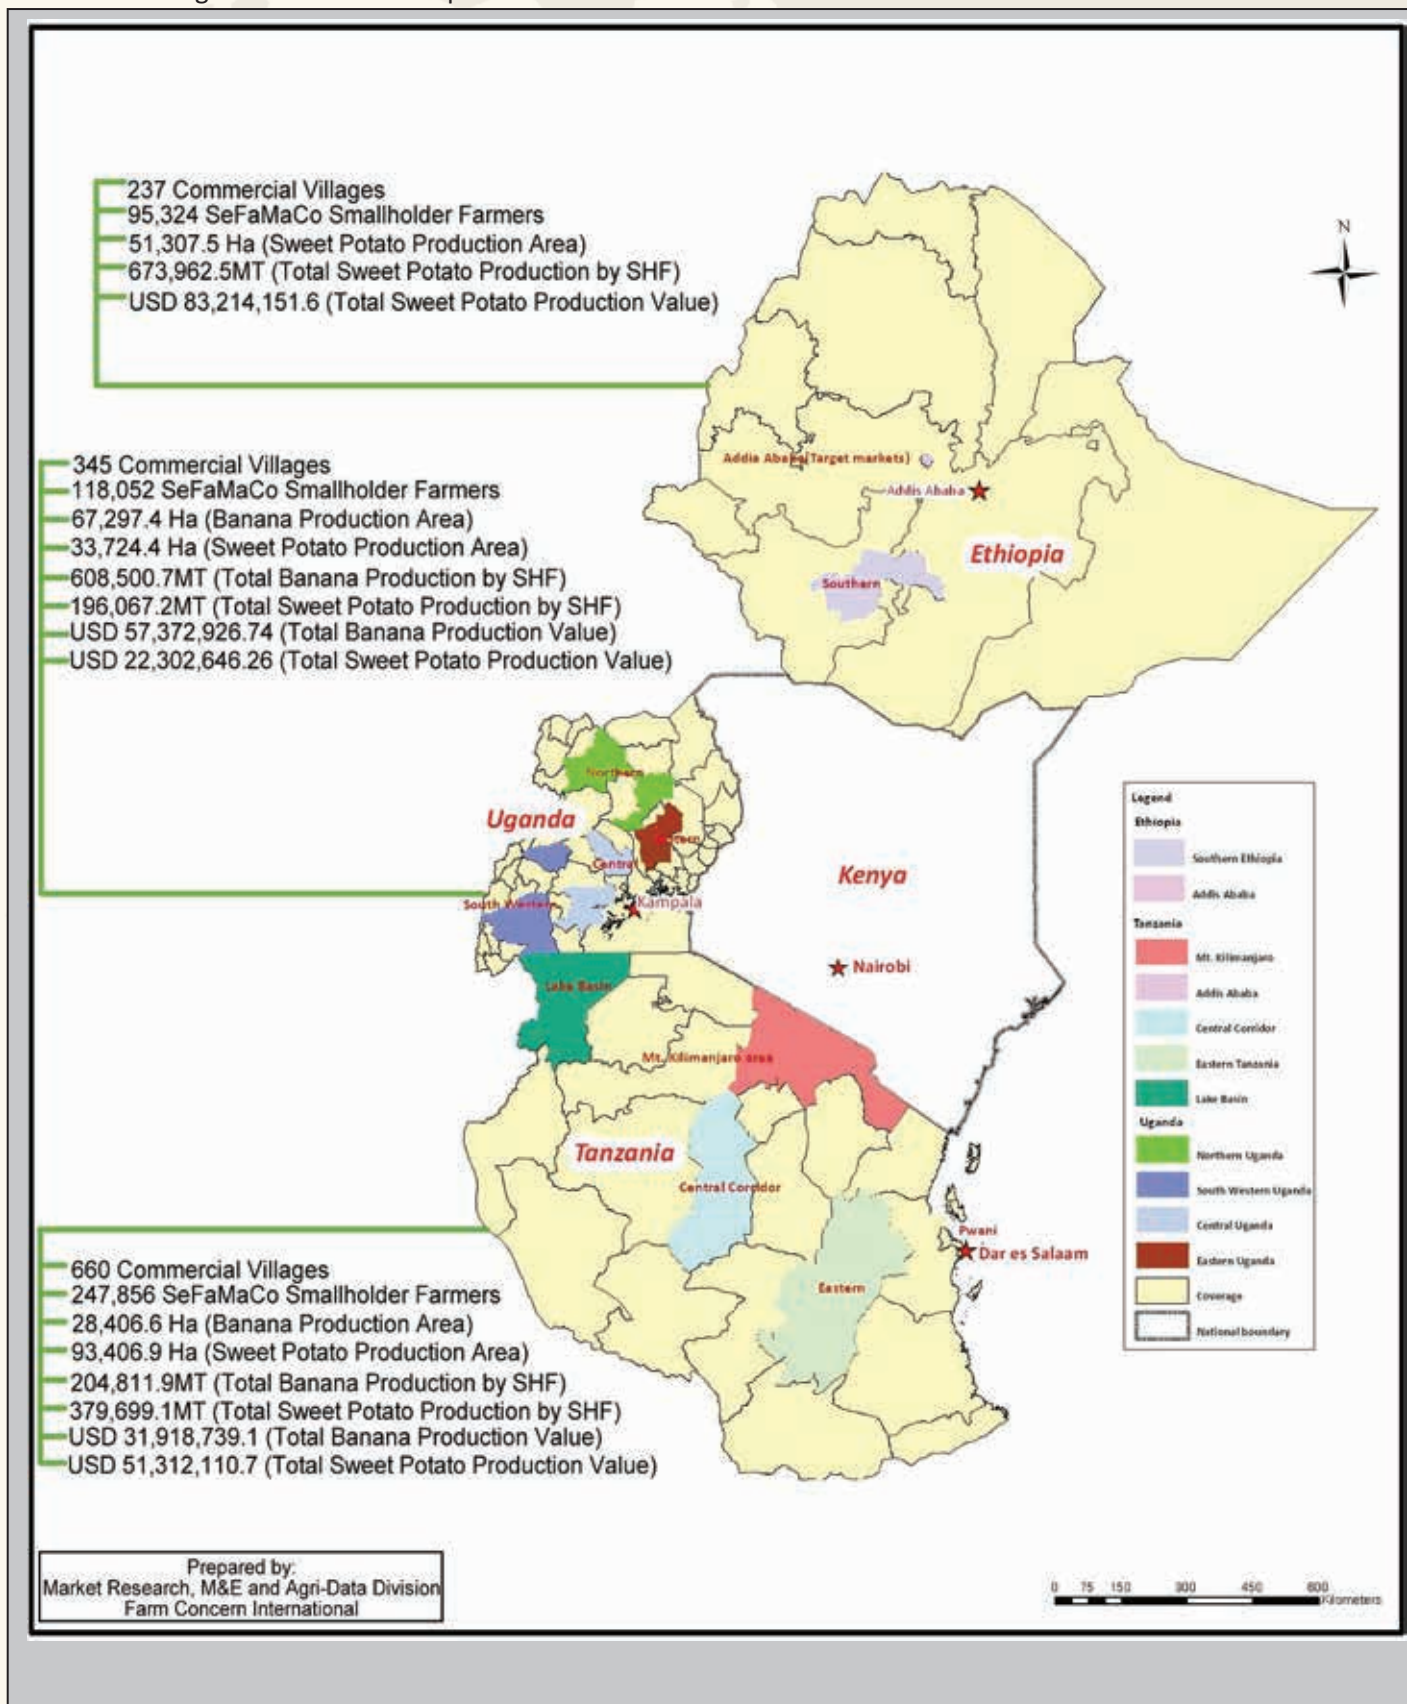 237 Commercial Villages
95,324 SeFaMaCo Smallholder Farmers
51,307.5 Ha (Sweet Potato Production Area)
673,962.5MT (Total Sweet Potato Production by SHF)
USD 83,214,151.6 (Total Sweet Potato Production Value)
345 Commercial Villages
118,052 SeFaMaCo Smallholder Farmers
67,297.4 Ha (Banana Production Area)
33,724.4 Ha (Sweet Potato Production Area)
608,500.7MT (Total Banana Production by SHF)
196,067.2MT (Total Sweet Potato Production by SHF)
USD 57,372,926.74 (Total Banana Production Value)
USD 22,302,646.26 (Total Sweet Potato Production Value)
660 Commercial Villages
247,856 SeFaMaCo Smallholder Farmers
28,406.6 Ha (Banana Production Area)
93,406.9 Ha (Sweet Potato Production Area)
204,811.9MT (Total Banana Production by SHF)
379,699.1MT (Total Sweet Potato Production by SHF)
USD 31,918,739.1 (Total Banana Production Value)
USD 51,312,110.7 (Total Sweet Potato Production Value)
N
(Target markets)
Addis Ababa
Ethiopia
Southern
Northern
Uganda
Central
South Western
Kampala
Kenya
Nairobi
Lake Basin
Mt. Kilimanjaro area
Tanzania
Central Corridor
Pwani
Dar es Salaam
Eastern
Legend
Ethiopia
Southern Ethiopia
Addis Ababa
Tanzania
Mt. Kilimanjaro
Addis Ababa
Central Corridor
Eastern Tanzania
Lake Basin
Uganda
Northern Uganda
South Western Uganda
Central Uganda
Eastern Uganda
Coverage
National boundary
Prepared by:
Market Research, M&E and Agri-Data Division
Farm Concern International
0 75 150 300 450 600
Kilometers